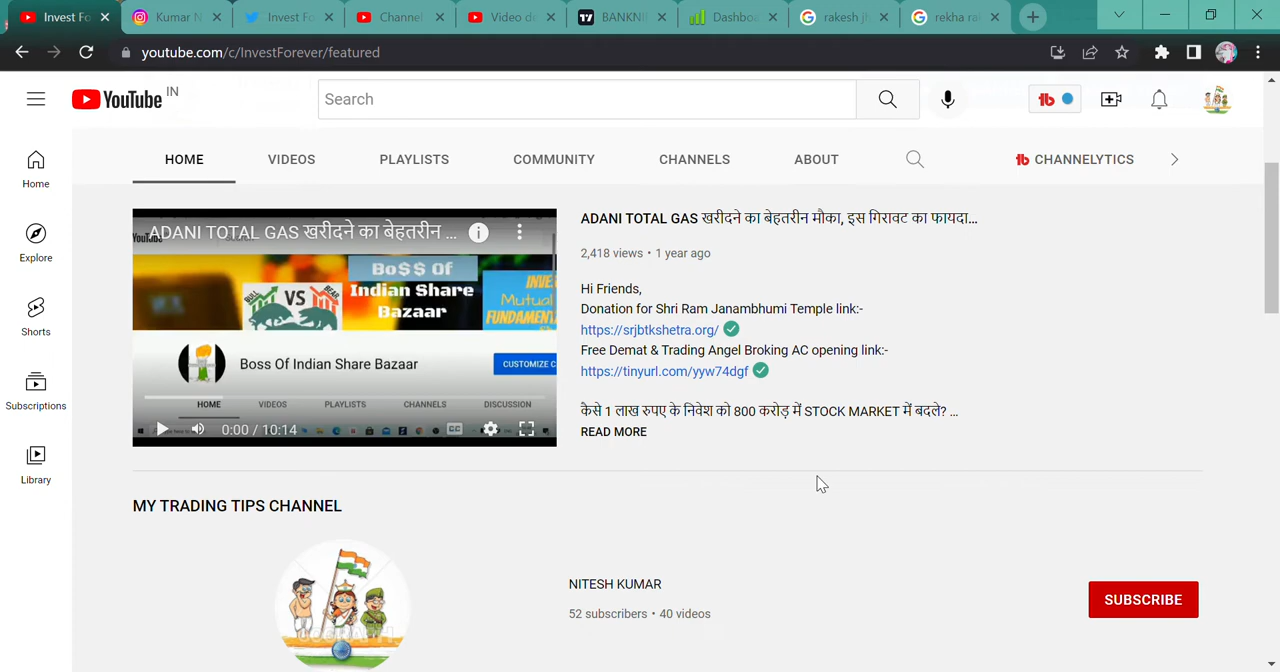 Invest Fo
Kumar N
Invest Fo
Channel
Video de
BANKNI
Dashboa
rakesh jh
rekha ra
youtube.com/c/InvestForever/featured
YouTube IN
Search
HOME VIDEOS PLAYLISTS COMMUNITY CHANNELS ABOUT CHANNELYTICS
Home
Explore
Shorts
Subscriptions
Library
ADANI TOTAL GAS खरीदने का बेहतरीन ...
Bo$$ Of
Indian Share
Bazaar
VS
INVE
Mutual
FUNDAMENT
Boss Of Indian Share Bazaar
CUSTOMIZE C
HOME VIDEOS PLAYLISTS CHANNELS DISCUSSION
0:00 / 10:14
CC
ADANI TOTAL GAS खरीदने का बेहतरीन मौका, इस गिरावट का फायदा...
2,418 views • 1 year ago
Hi Friends,
Donation for Shri Ram Janambhumi Temple link:-
https://srjbtkshetra.org/
Free Demat & Trading Angel Broking AC opening link:-
https://tinyurl.com/yyw74dgf
कैसे 1 लाख रुपए के निवेश को 800 करोड़ में STOCK MARKET में बदले? ...
READ MORE
MY TRADING TIPS CHANNEL
NITESH KUMAR
52 subscribers • 40 videos
SUBSCRIBE